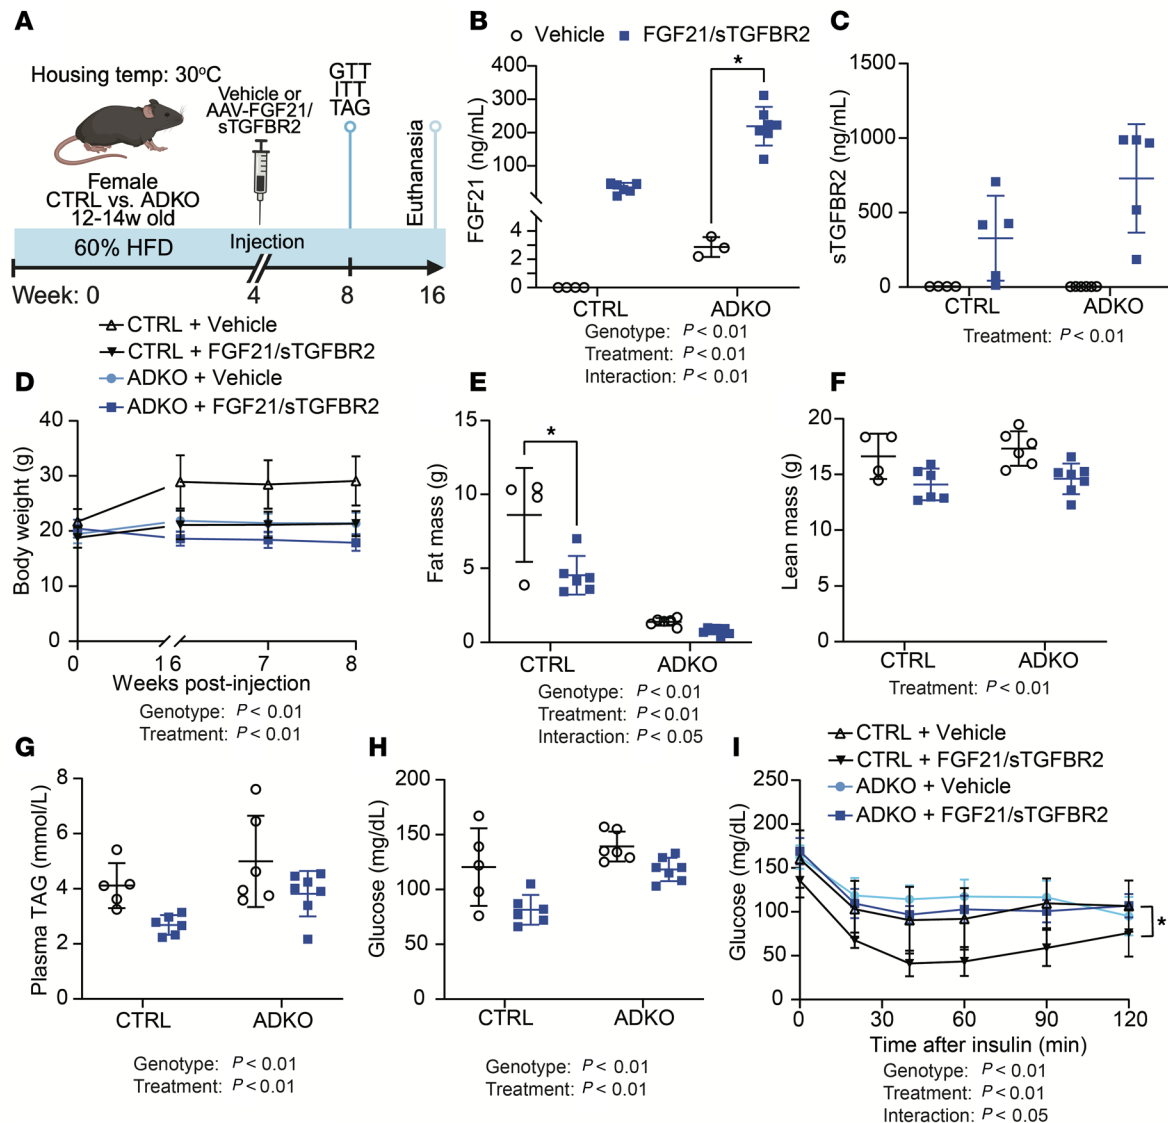 A
Housing temp: 30°C
Female
CTRL vs. ADKO
12-14w old
60% HFD
Vehicle or
AAV-FGF21/
sTGFBR2
Injection
GTT
ITT
TAG
Euthanasia
Week: 0
4
8
16
B
Vehicle
FGF21/sTGFBR2
FGF21 (ng/mL)
400
300
200
100
4
2
0
*
CTRL
ADKO
Genotype: P < 0.01
Treatment: P < 0.01
Interaction: P < 0.01
C
sTGFBR2 (ng/mL)
1500
1000
500
0
CTRL
ADKO
Treatment: P < 0.01
CTRL + Vehicle
CTRL + FGF21/sTGFBR2
ADKO + Vehicle
ADKO + FGF21/sTGFBR2
D
Body weight (g)
40
30
20
10
0
0
1
6
7
8
Weeks post-injection
Genotype: P < 0.01
Treatment: P < 0.01
E
Fat mass (g)
15
10
5
0
*
CTRL
ADKO
Genotype: P < 0.01
Treatment: P < 0.01
Interaction: P < 0.05
F
Lean mass (g)
20
15
10
5
0
CTRL
ADKO
Treatment: P < 0.01
G
Plasma TAG (mmol/L)
8
6
4
2
0
CTRL
ADKO
Genotype: P < 0.01
Treatment: P < 0.01
H
Glucose (mg/dL)
200
150
100
50
0
CTRL
ADKO
Genotype: P < 0.01
Treatment: P < 0.01
I
CTRL + Vehicle
CTRL + FGF21/sTGFBR2
ADKO + Vehicle
ADKO + FGF21/sTGFBR2
Glucose (mg/dL)
250
200
150
100
50
0
*
0
30
60
90
120
Time after insulin (min)
Genotype: P < 0.01
Treatment: P < 0.01
Interaction: P < 0.05